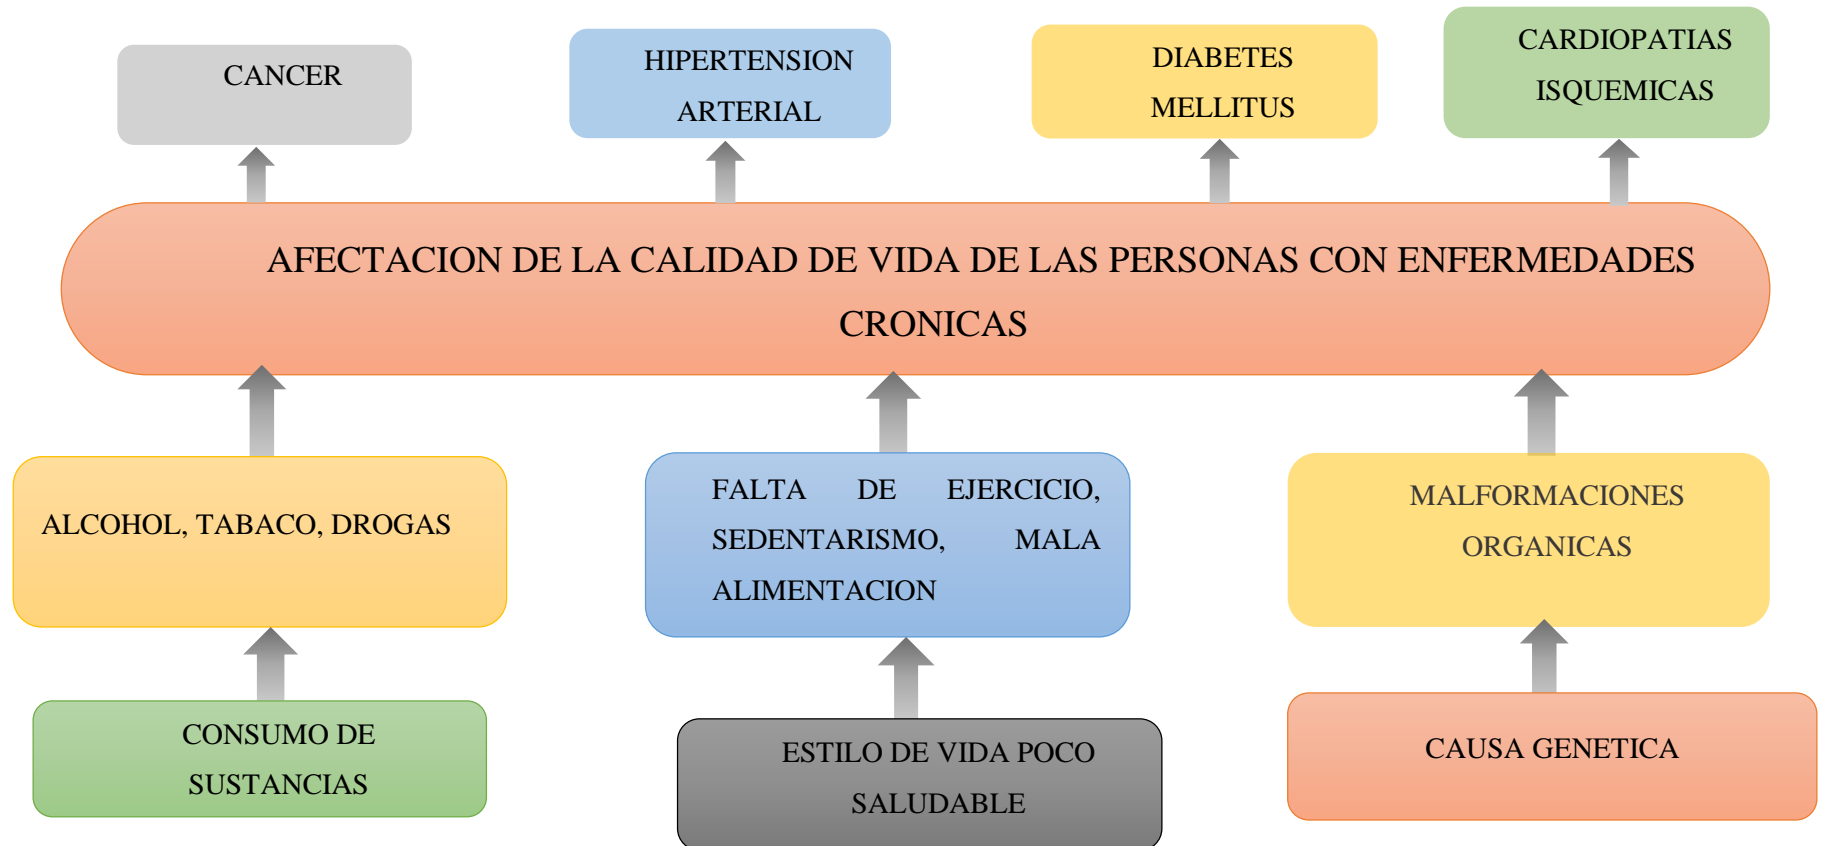 CANCER
HIPERTENSION
ARTERIAL
DIABETES
MELLITUS
CARDIOPATIAS
ISQUEMICAS
AFECTACION DE LA CALIDAD DE VIDA DE LAS PERSONAS CON ENFERMEDADES
CRONICAS
ALCOHOL, TABACO, DROGAS
FALTA DE EJERCICIO,
SEDENTARISMO, MALA
ALIMENTACION
MALFORMACIONES
ORGANICAS
CONSUMO DE
SUSTANCIAS
ESTILO DE VIDA POCO
SALUDABLE
CAUSA GENETICA